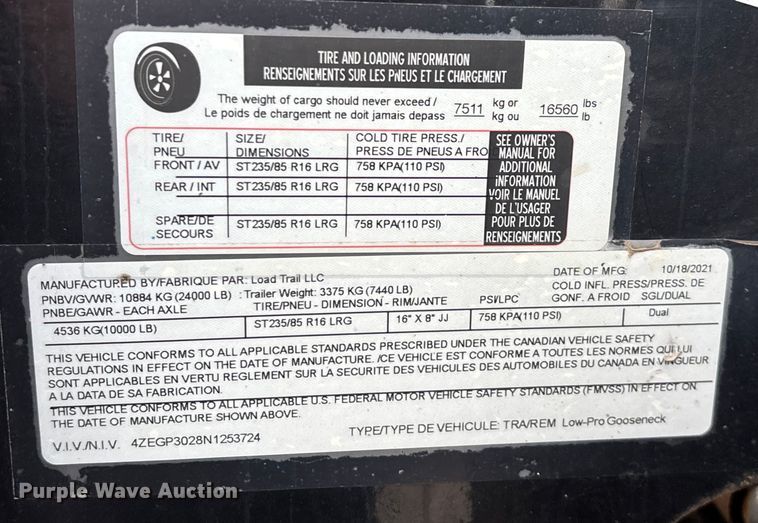 TIRE AND LOADING INFORMATION
RENSEIGNEMENTS SUR LES PNEUS ET LE CHARGEMENT
The weight of cargo should never exceed / 7511 kg or 16560 lbs
Le poids de chargement ne doit jamais depass kg ou lb
TIRE/ SIZE/ COLD TIRE PRESS./
PNEU DIMENSIONS PRESS DE PNEUS A FROI
FRONT / AV ST235/85 R16 LRG 758 KPA(110 PSI)
REAR / INT ST235/85 R16 LRG 758 KPA(110 PSI)
SPARE/DE ST235/85 R16 LRG 758 KPA(110 PSI)
SECOURS
SEE OWNER'S
MANUAL FOR
ADDITIONAL
INFORMATION
VOIR LE MANUEL
DE L'USAGER
POUR PLUS DE
RENSEIGNEMENTS
MANUFACTURED BY/FABRIQUE PAR: Load Trail LLC DATE OF MFG: 10/18/2021
PNBV/GVWR: 10884 KG (24000 LB) : Trailer Weight: 3375 KG (7440 LB) COLD INFL. PRESS/PRESS. DE
PNBE/GAWR - EACH AXLE TIRE/PNEU - DIMENSION - RIM/JANTE PSI/LPC GONF. A FROID SGL/DUAL
4536 KG(10000 LB) ST235/85 R16 LRG 16" X 8" JJ 758 KPA(110 PSI) Dual
THIS VEHICLE CONFORMS TO ALL APPLICABLE STANDARDS PRESCRIBED UNDER THE CANADIAN VEHICLE SAFETY
REGULATIONS IN EFFECT ON THE DATE OF MANUFACTURE. /CE VEHICLE EST CONFORME A TOUTES LES NORMES QUI LUI
SONT APPLICABLES EN VERTU REGLEMENT SUR LA SECURITE DES VEHICULES DES AUTOMOBILES DU CANADA EN VIGUEUR
A LA DATA DE SA FABRICATION.
THIS VEHICLE CONFORMS TO ALL APPLICABLE U.S. FEDERAL MOTOR VEHICLE SAFETY STANDARDS (FMVSS) IN EFFECT ON
THE DATE OF MANUFACTURE SHOWN ABOVE.
V.I.V./N.I.V. 4ZEGP3028N1253724 TYPE/TYPE DE VEHICULE: TRA/REM Low-Pro Gooseneck
Purple Wave Auction